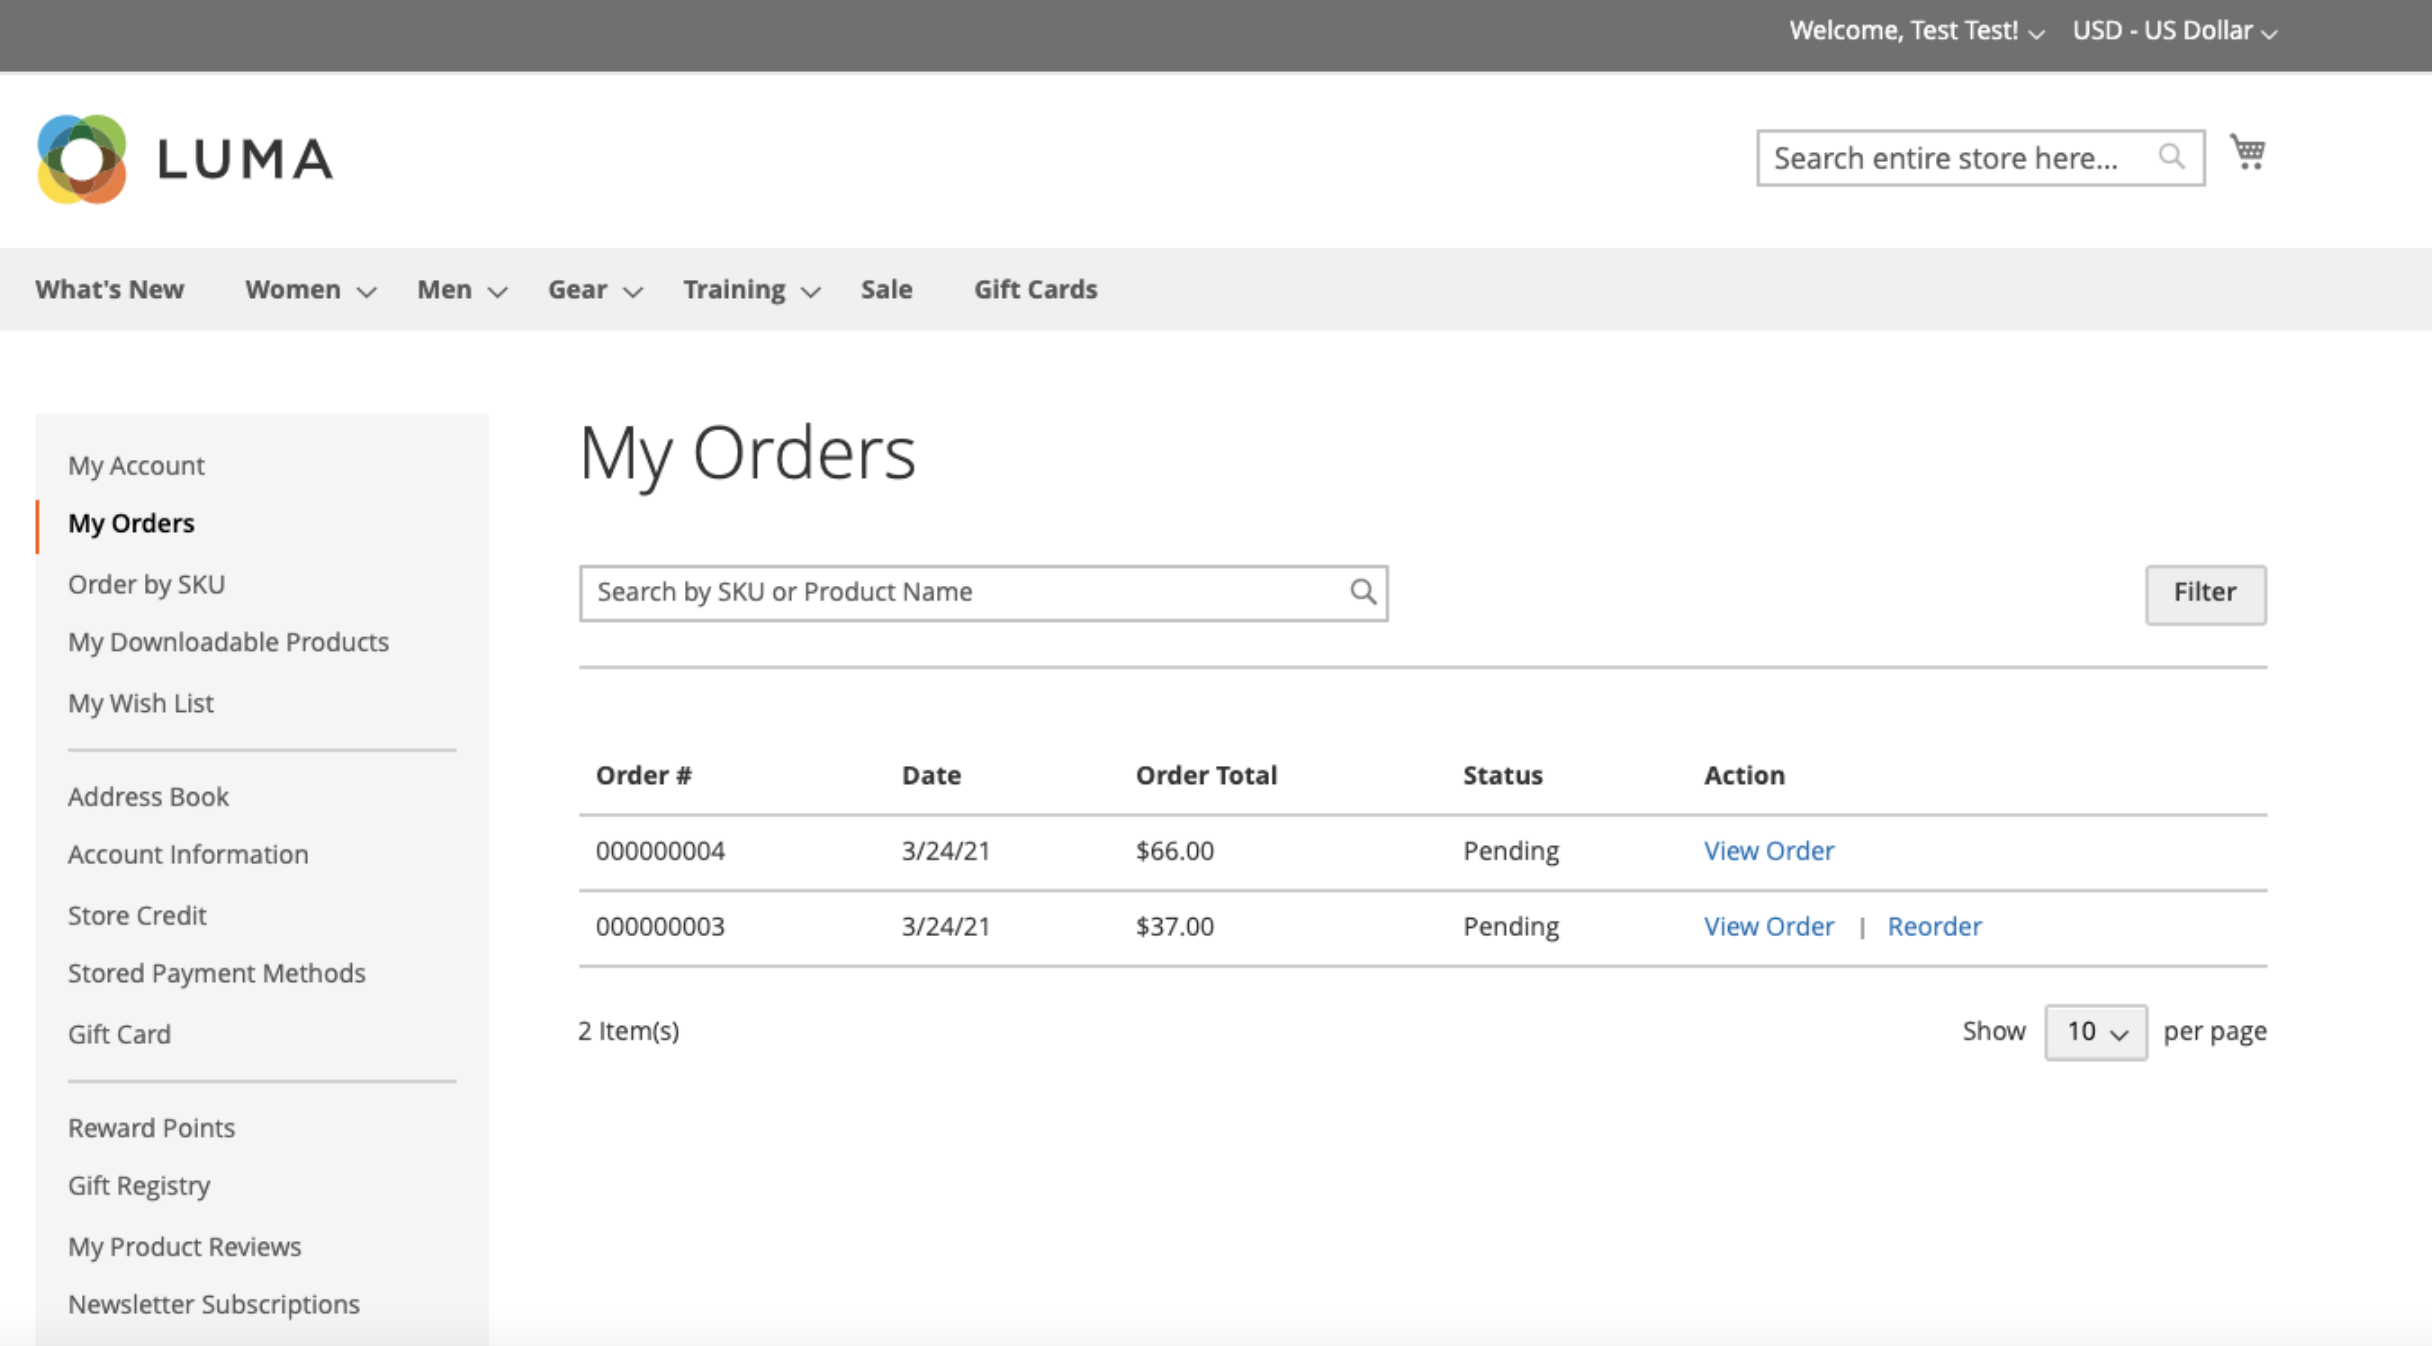 Welcome, Test Test! USD - US Dollar
LUMA
Search entire store here...
What's New Women Men Gear Training Sale Gift Cards
My Account
My Orders
Order by SKU
My Downloadable Products
My Wish List
Address Book
Account Information
Store Credit
Stored Payment Methods
Gift Card
Reward Points
Gift Registry
My Product Reviews
Newsletter Subscriptions
My Orders
Search by SKU or Product Name
Filter
Order # Date Order Total Status Action
000000004 3/24/21 $66.00 Pending View Order
000000003 3/24/21 $37.00 Pending View Order | Reorder
2 Item(s)
Show 10 per page